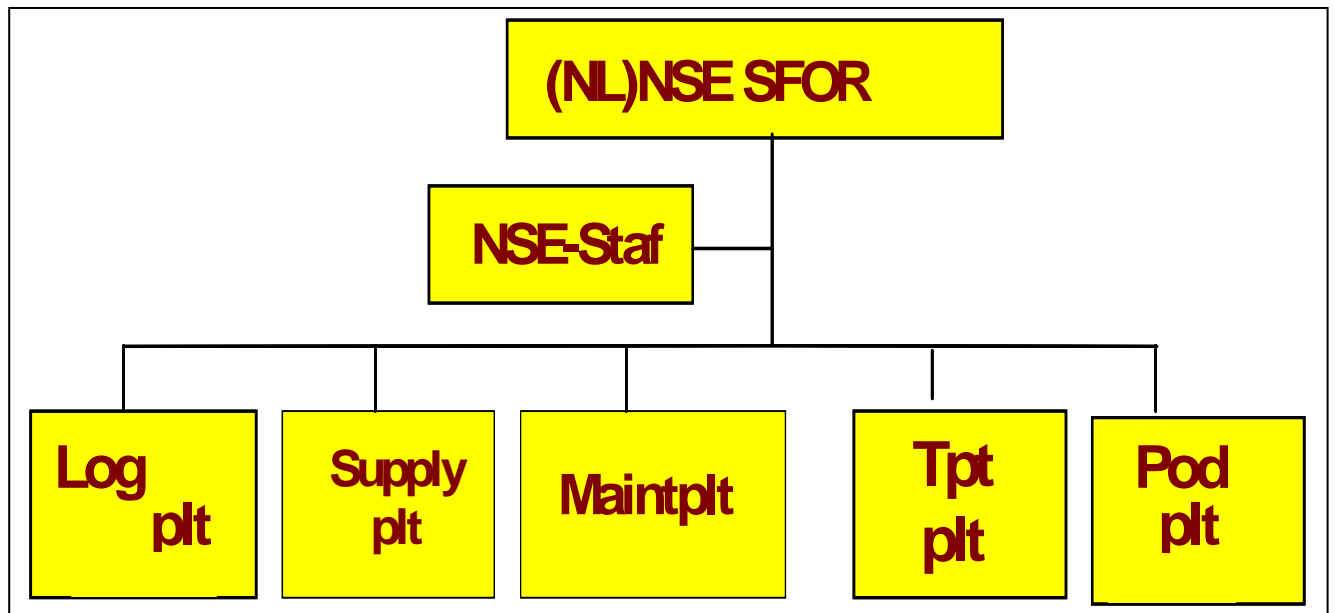 (NL)NSE SFOR
NSE-Staf
Log
plt
Supply
plt
Maintplt
Tpt
plt
Pod
plt